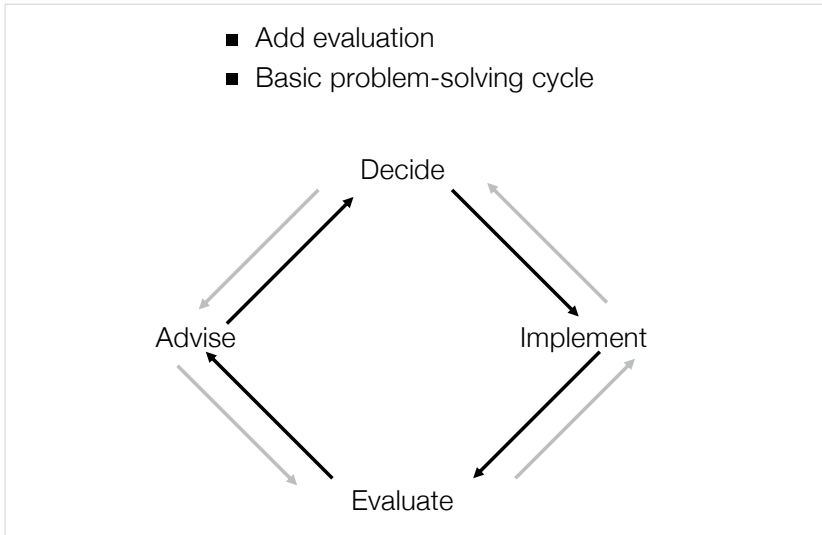 ■ Add evaluation
■ Basic problem-solving cycle
Decide
Advise
Implement
Evaluate